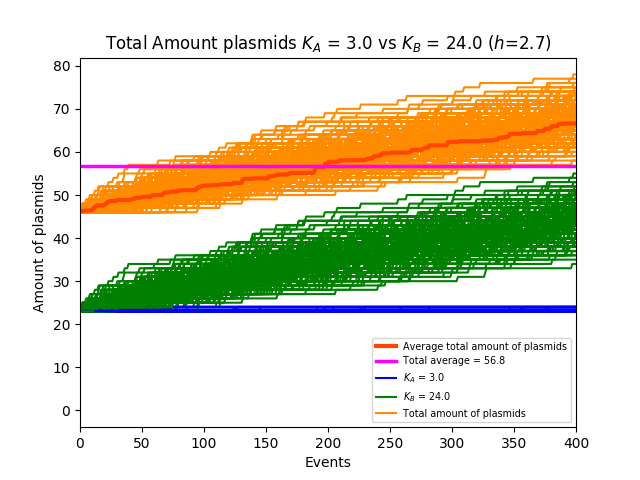 Total Amount plasmids K_A = 3.0 vs K_B = 24.0 (h=2.7)
80
70
60
50
40
30
20
10
0
Amount of plasmids
Average total amount of plasmids
Total average = 56.8
K_A = 3.0
K_B = 24.0
Total amount of plasmids
0 50 100 150 200 250 300 350 400
Events